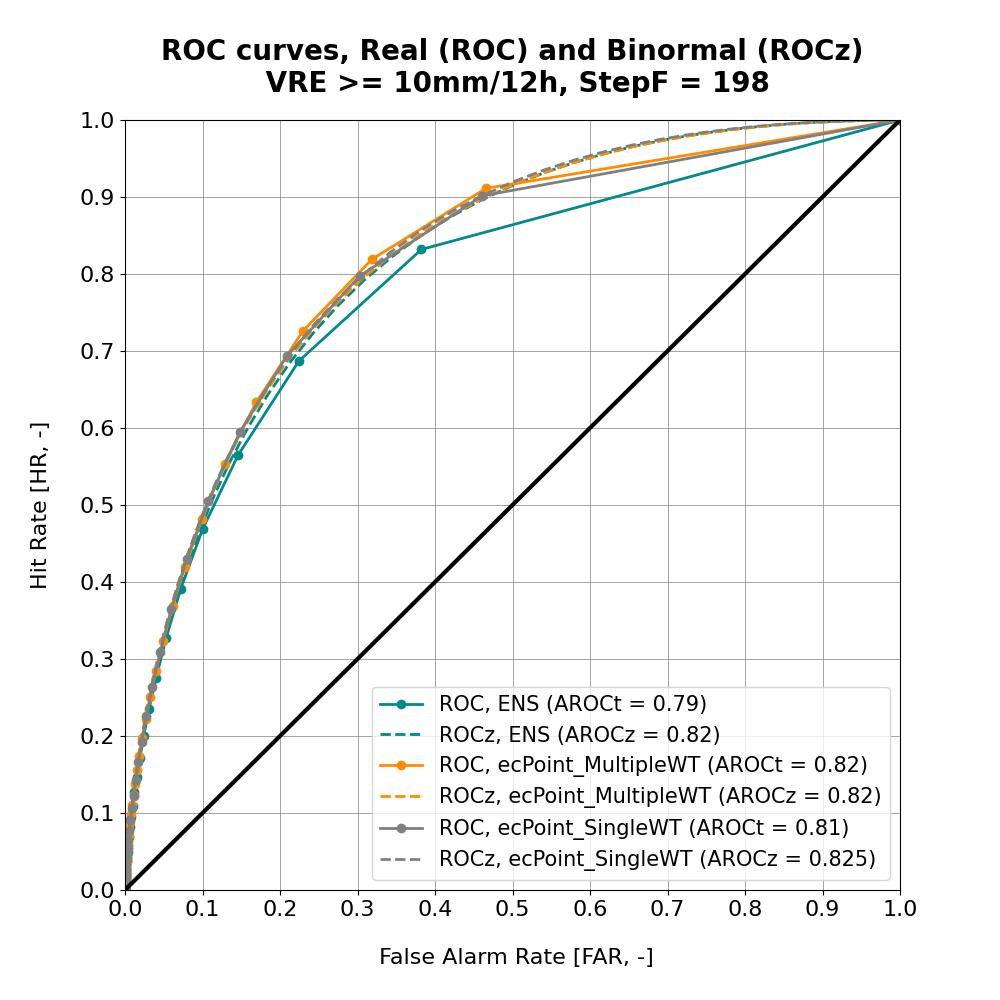 ROC curves, Real (ROC) and Binormal (ROCz)
VRE >= 10mm/12h, StepF = 198
1.0
0.9
0.8
0.7
0.6
0.5
0.4
0.3
0.2
0.1
0.0
Hit Rate [HR, -]
ROC, ENS (AROCt = 0.79)
ROCz, ENS (AROCz = 0.82)
ROC, ecPoint_MultipleWT (AROCt = 0.82)
ROCz, ecPoint_MultipleWT (AROCz = 0.82)
ROC, ecPoint_SingleWT (AROCt = 0.81)
ROCz, ecPoint_SingleWT (AROCz = 0.825)
0.0 0.1 0.2 0.3 0.4 0.5 0.6 0.7 0.8 0.9 1.0
False Alarm Rate [FAR, -]